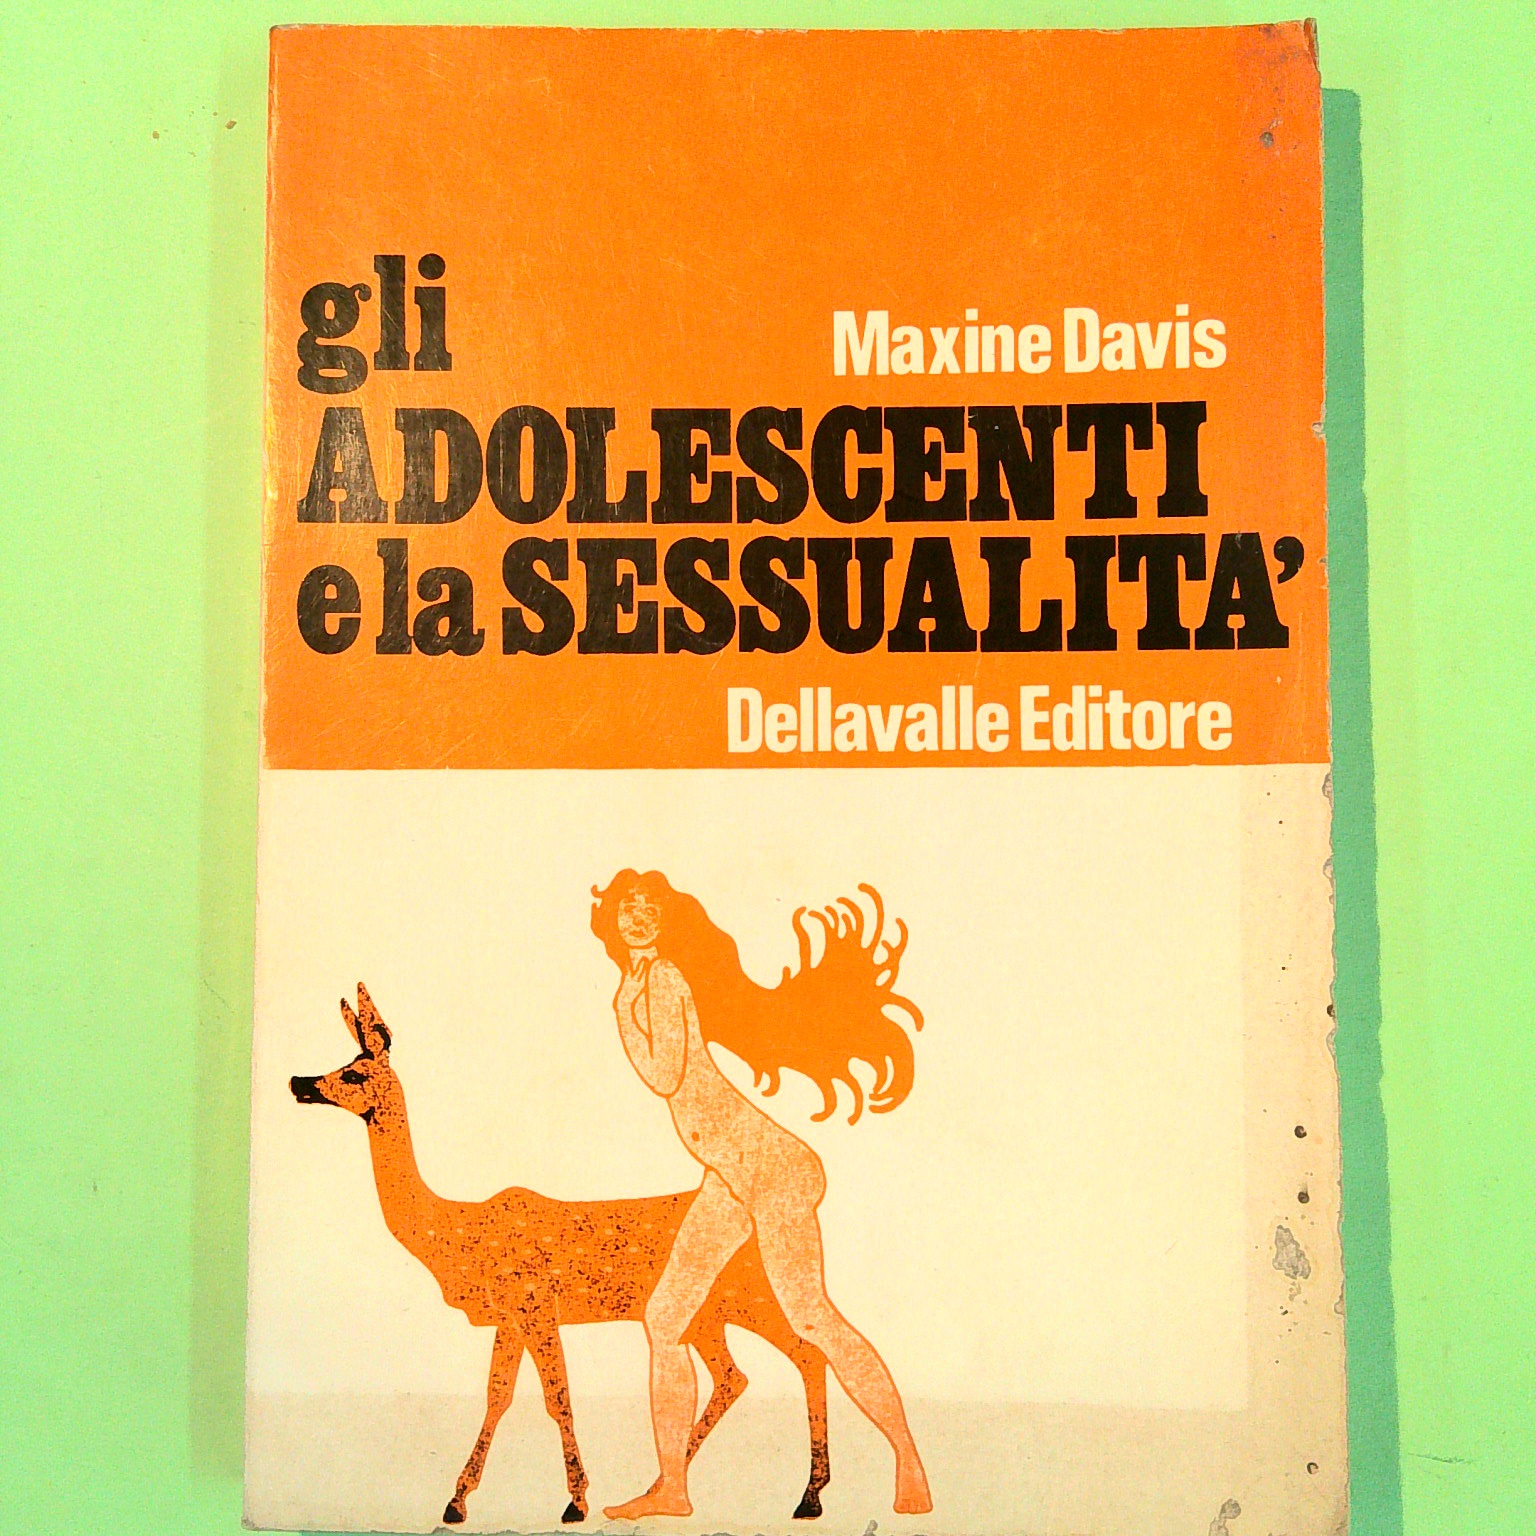 gli
Maxine Davis
ADOLESCENTI
e la SESSUALITA'
Dellavalle Editore